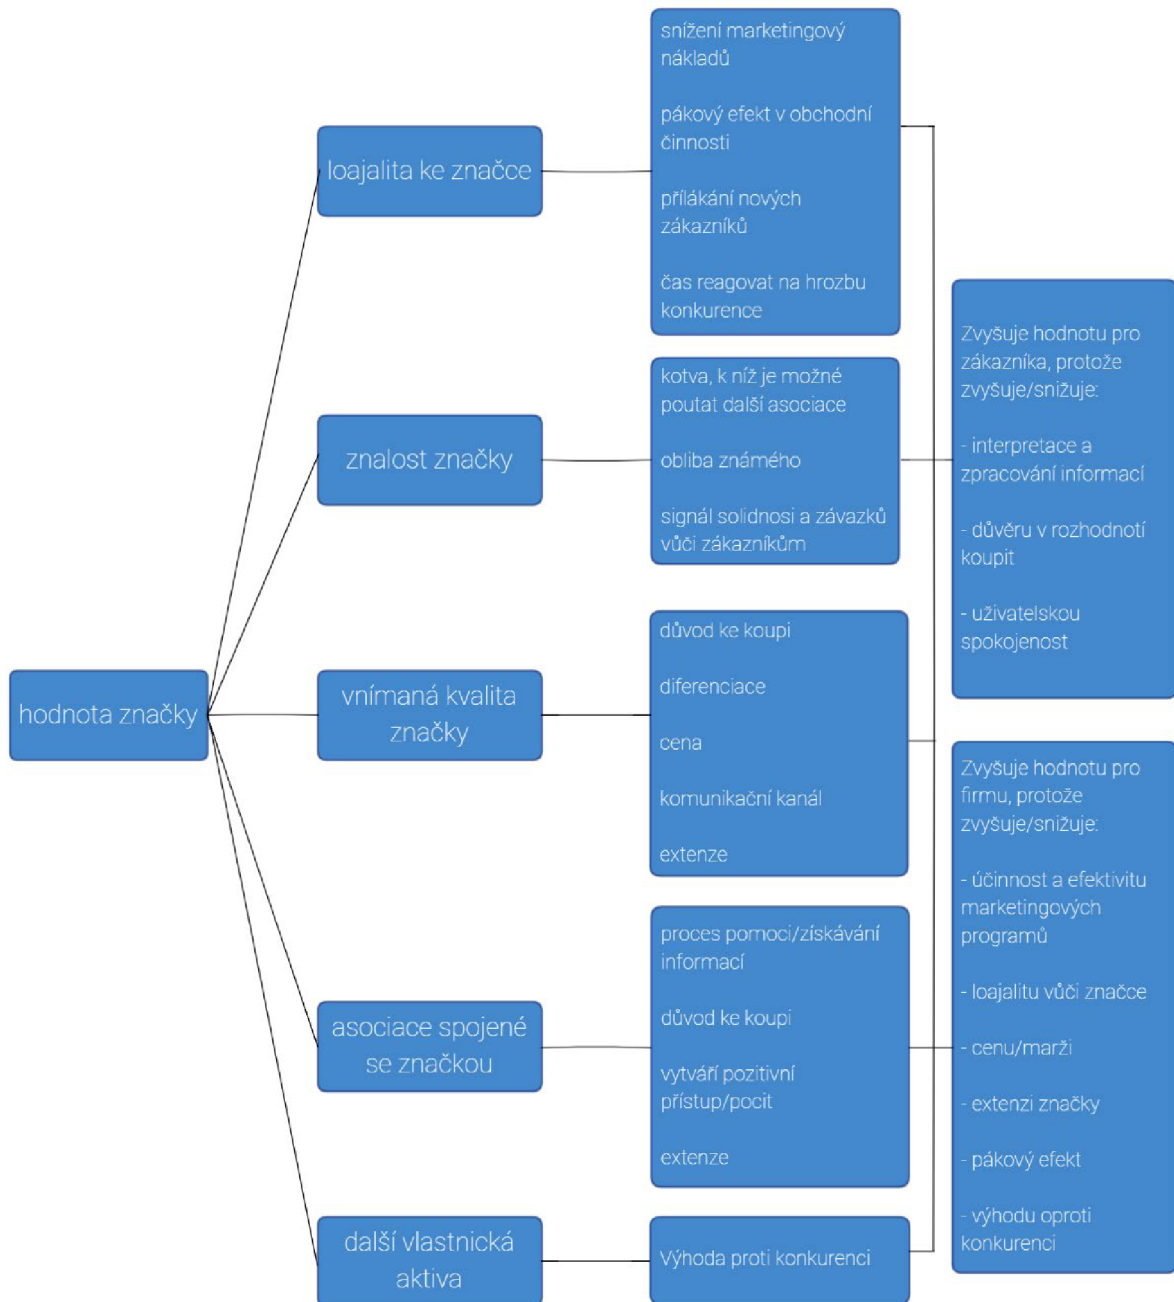 hodnota značky
loajalita ke značce
snížení marketingový
nákladů
pákový efekt v obchodní
činnosti
přílákání nových
zákazníků
čas reagovat na hrozbu
konkurence
znalost značky
kotva, k níž je možné
poutat další asociace
obliba známého
signál solidnosi a závazků
vůči zákazníkům
vnímaná kvalita
značky
důvod ke koupi
diferenciace
cena
komunikační kanál
extenze
asociace spojené
se značkou
proces pomoci/získávání
informací
důvod ke koupi
vytváří pozitivní
přístup/pocit
extenze
další vlastnická
aktiva
Výhoda proti konkurenci
Zvyšuje hodnotu pro
zákazníka, protože
zvyšuje/snižuje:
- interpretace a
zpracování informací
- důvěru v rozhodnotí
koupit
- uživatelskou
spokojenost
Zvyšuje hodnotu pro
firmu, protože
zvyšuje/snižuje:
- účinnost a efektivitu
marketingových
programů
- loajalitu vůči značce
- cenu/marži
- extenzi značky
- pákový efekt
- výhodu oproti
konkurenci